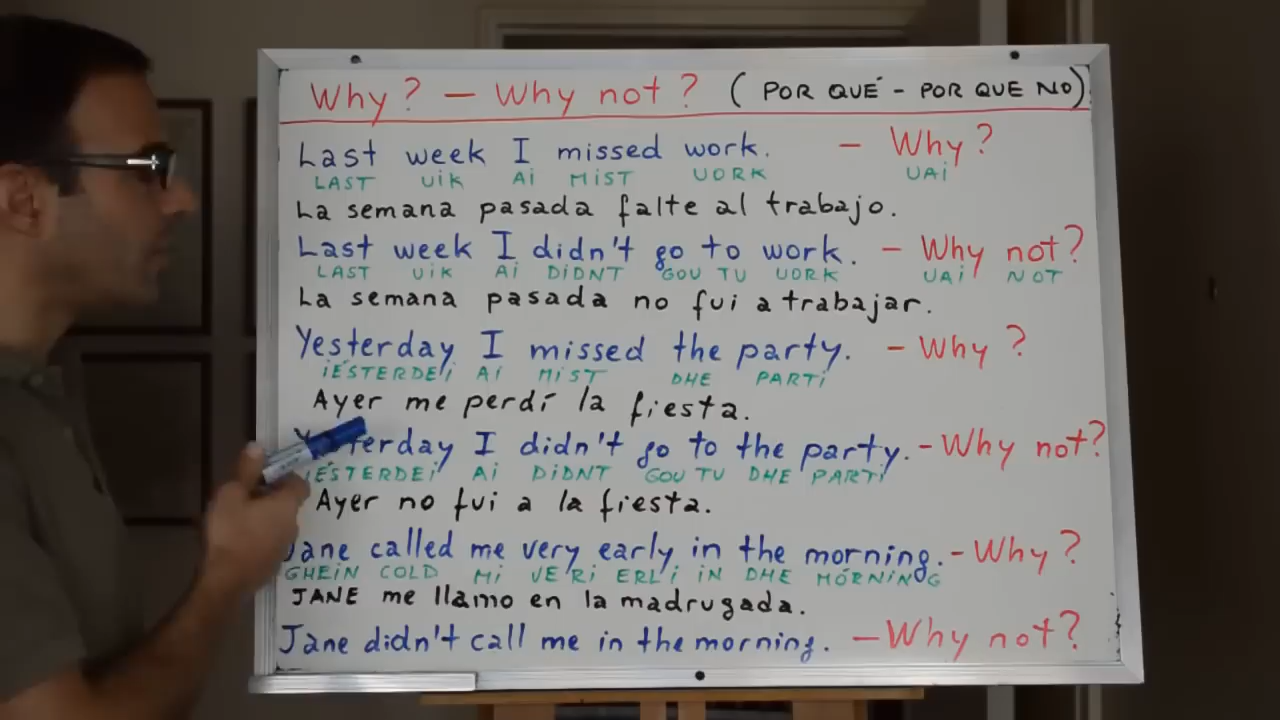 Why? - Why not? (POR QUÉ - POR QUE NO)
Last week I missed work. - Why?
LAST UIK AI MIST UORK UAI
La semana pasada falte al trabajo.
Last week I didn't go to work. - Why not?
LAST UIK AI DIDNT GOU TU UORK UAI NOT
La semana pasada no fui a trabajar.
Yesterday I missed the party. - Why?
IÉSTERDEI AI MIST DHE PARTI
Ayer me perdí la fiesta.
Yesterday I didn't go to the party. - Why not?
IÉSTERDEI AI DIDNT GOU TU DHE PARTI
Ayer no fui a la fiesta.
Jane called me very early in the morning. - Why?
GHEIN COLD MI VERI ERLI IN DHE MÓRNING
JANE me llamo en la madrugada.
Jane didn't call me in the morning. - Why not?